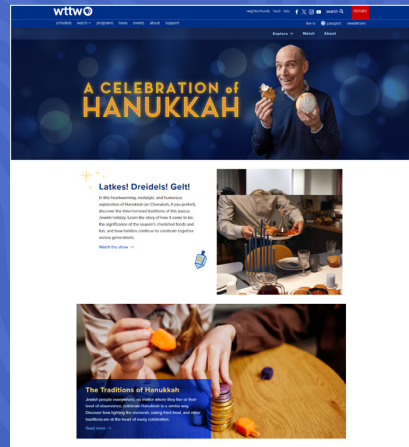 wttw
neighborhoods food kids search DONATE
schedule watch programs news events about support
live tv passport newsletters
Explore Watch About
A CELEBRATION of
HANUKKAH
Latkes! Dreidels! Gelt!
In this heartwarming, nostalgic, and humorous
exploration of Hanukkah (or Chanukah, if you prefer!),
discover the time-honored traditions of this joyous
Jewish holiday. Learn the story of how it came to be,
the significance of the season's cherished foods and
fun, and how families continue to celebrate together
across generations.
Watch the show →
The Traditions of Hanukkah
Jewish people everywhere, no matter where they live or their
level of observance, celebrate Hanukkah in a similar way.
Discover how lighting the menorah, eating fried food, and other
traditions are at the heart of every celebration.
Read more →